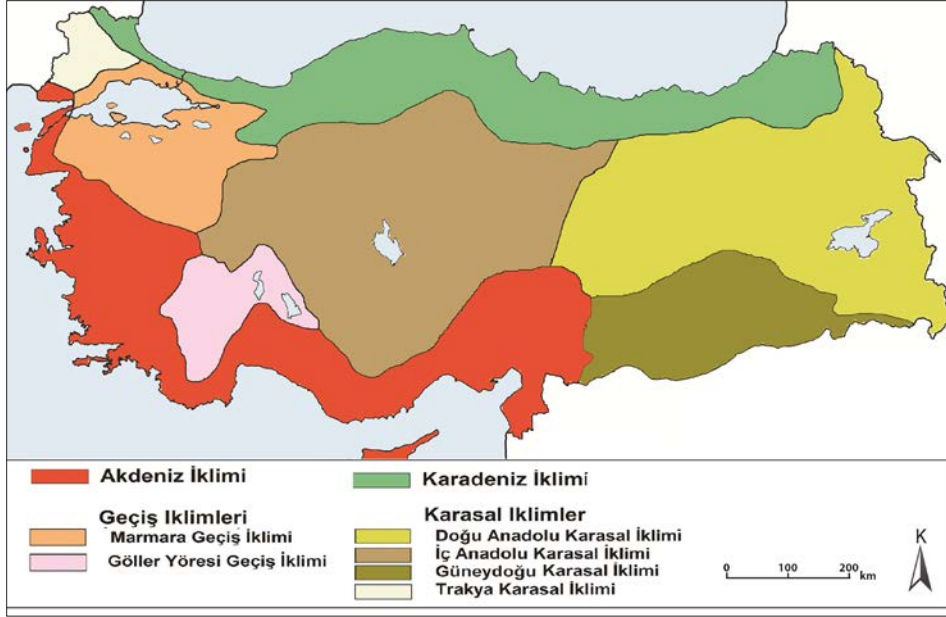 Akdeniz İklimi
Karadeniz İklimi
Geçiş Iklimleri
Marmara Geçiş İklimi
Göller Yöresi Geçiş İklimi
Karasal Iklimler
Doğu Anadolu Karasal İklimi
İç Anadolu Karasal İklimi
Güneydoğu Karasal İklimi
Trakya Karasal İklimi
0 100 200
km
K